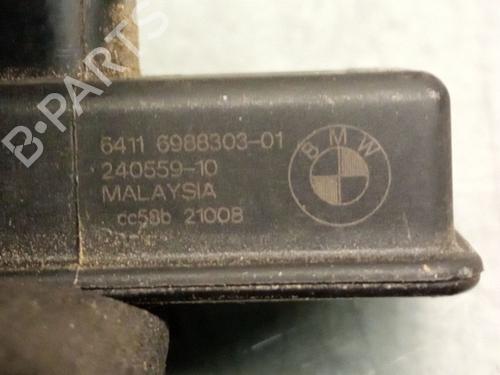 B-PARTS
6411 6988303-01
240559-10
MALAYSIA
cc58b 21008
BMW